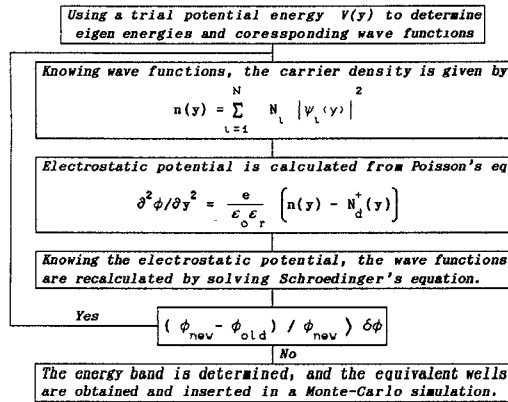 Using a trial potential energy V(y) to determine
eigen energies and coressponding wave functions
Knowing wave functions, the carrier density is given by
n(y) = Σ_{ι=1}^{N} N_ι |ψ_ι(y)|²
Electrostatic potential is calculated from Poisson's eq
∂²φ/∂y² = e / ε_o ε_r (n(y) − N_d^+(y))
Knowing the electrostatic potential, the wave functions
are recalculated by solving Schroedinger's equation.
Yes
( φ_new − φ_old ) / φ_new ⟩ δφ
No
The energy band is determined, and the equivalent wells
are obtained and inserted in a Monte-Carlo simulation.